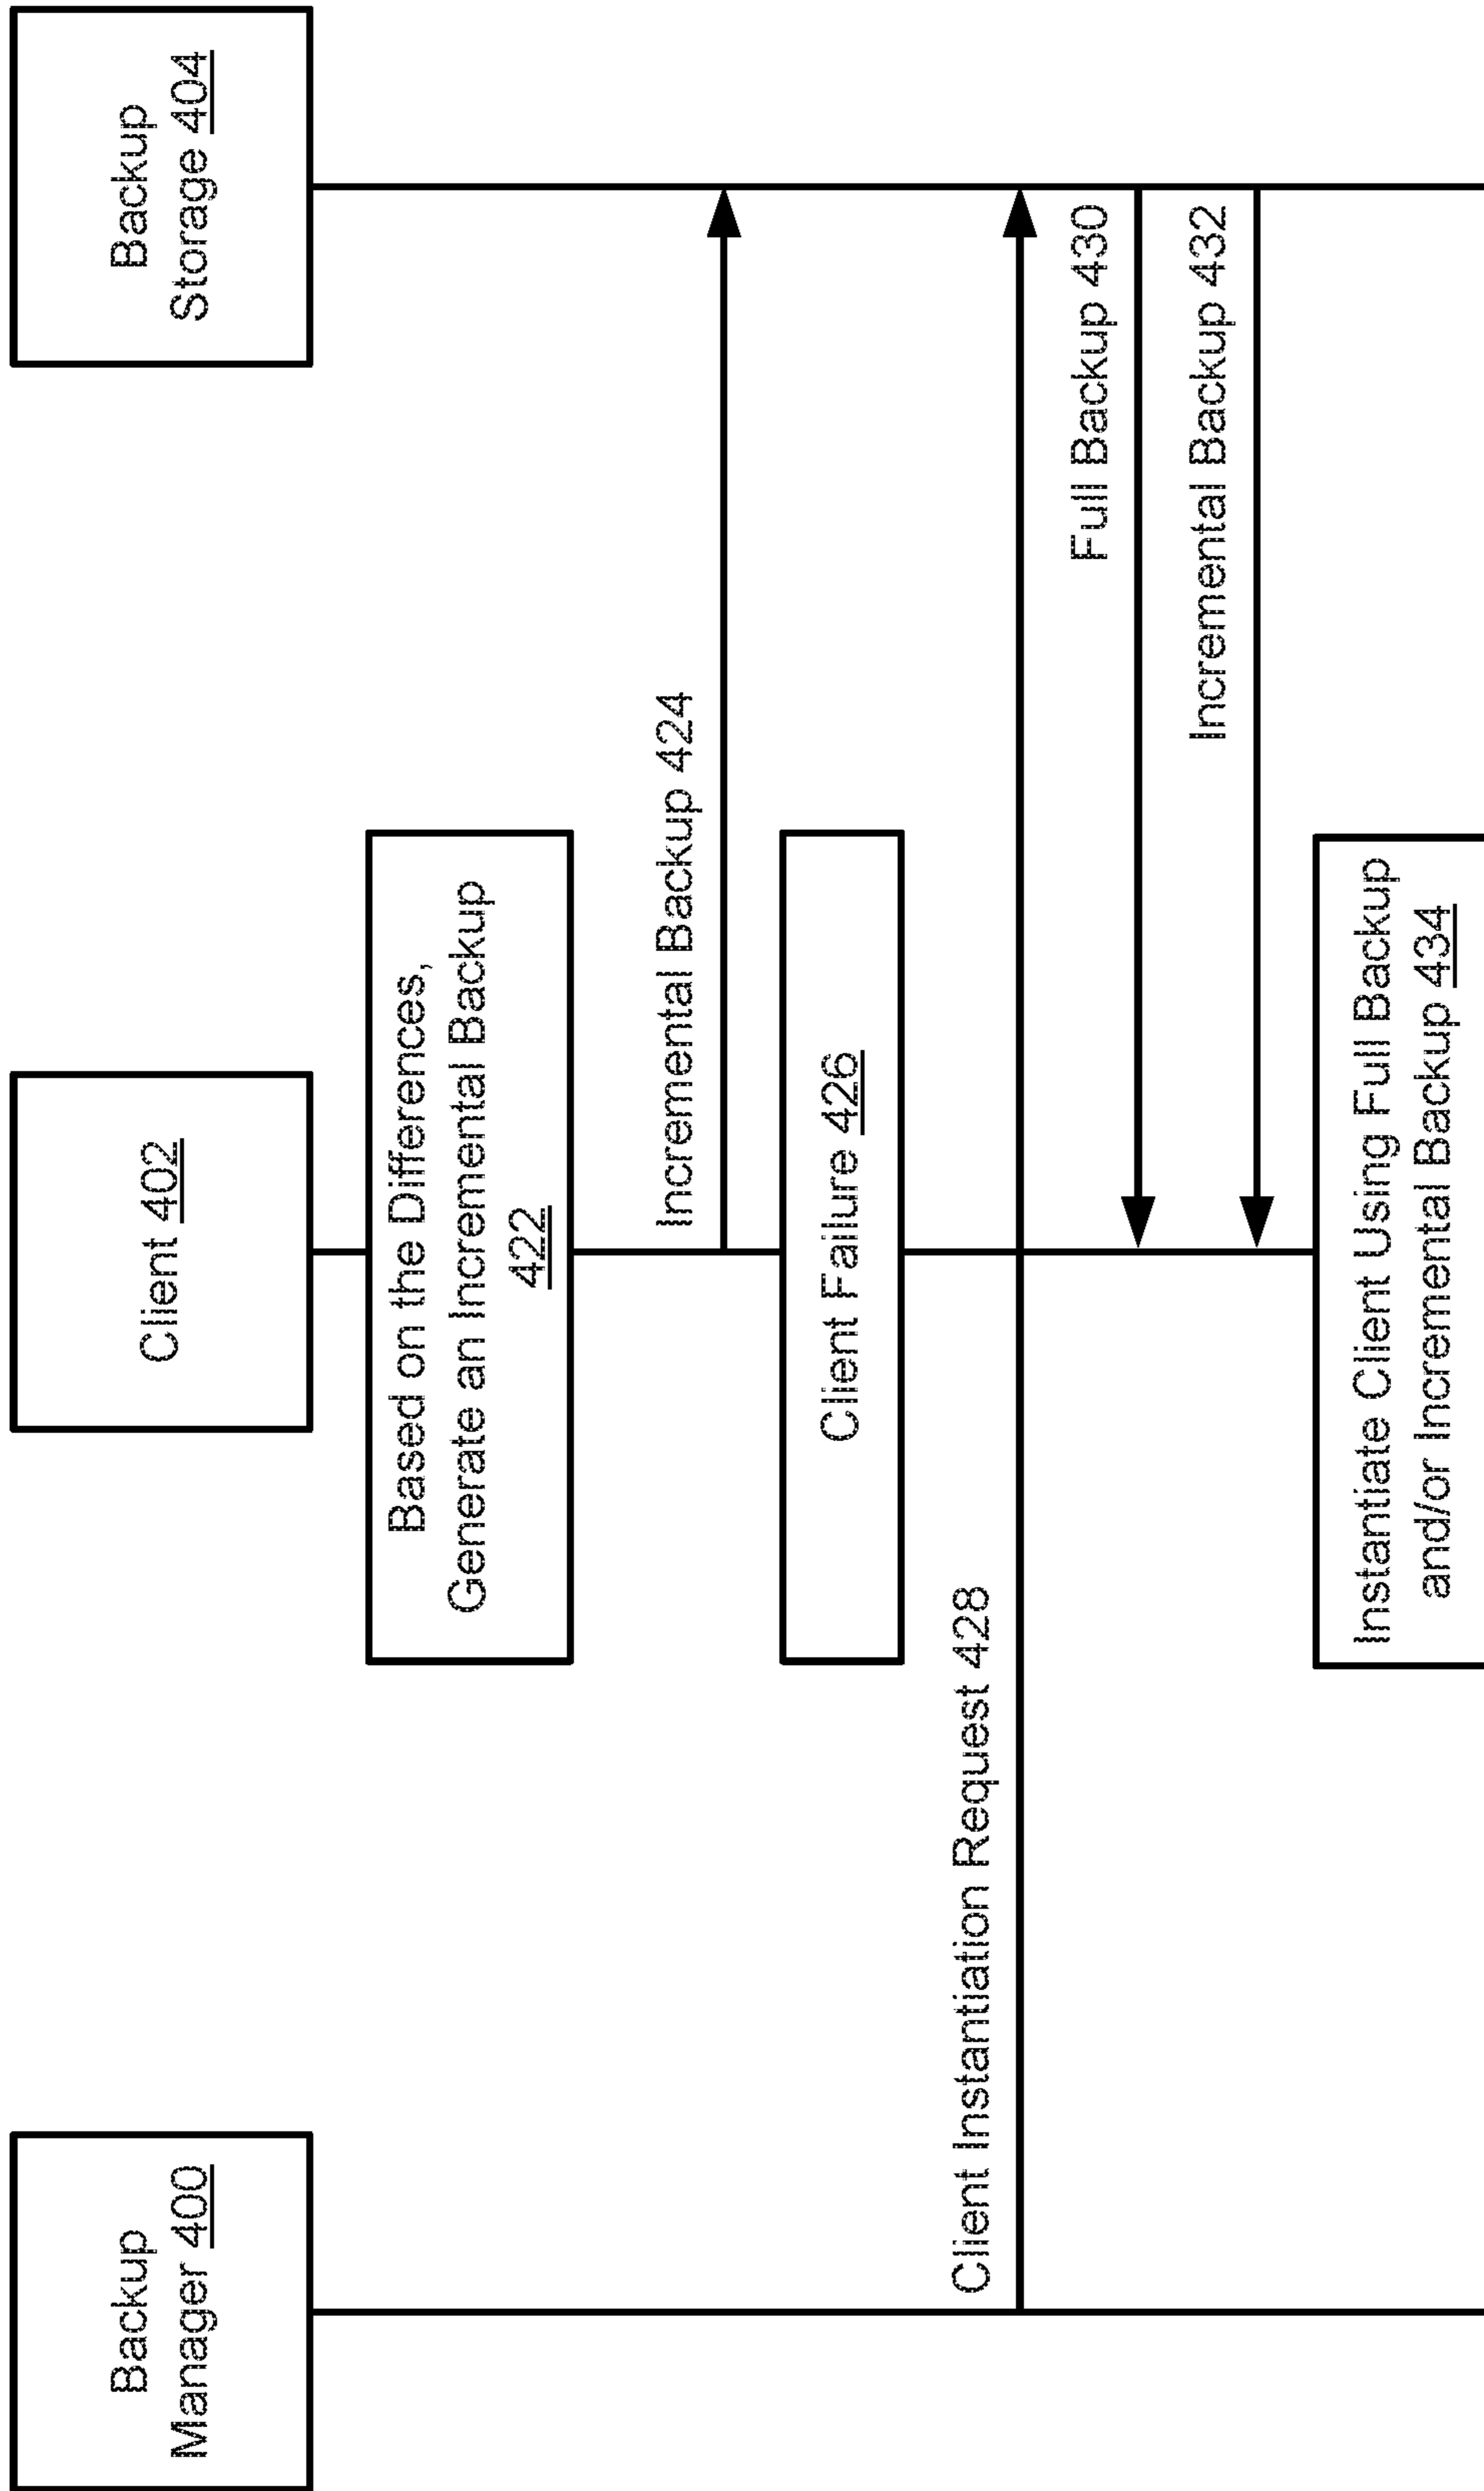 Backup
Manager 400
Client 402
Backup
Storage 404
Based on the Differences,
Generate an Incremental Backup
422
Incremental Backup 424
Client Failure 426
Client Instantiation Request 428
Full Backup 430
Incremental Backup 432
Instantiate Client Using Full Backup
and/or Incremental Backup 434